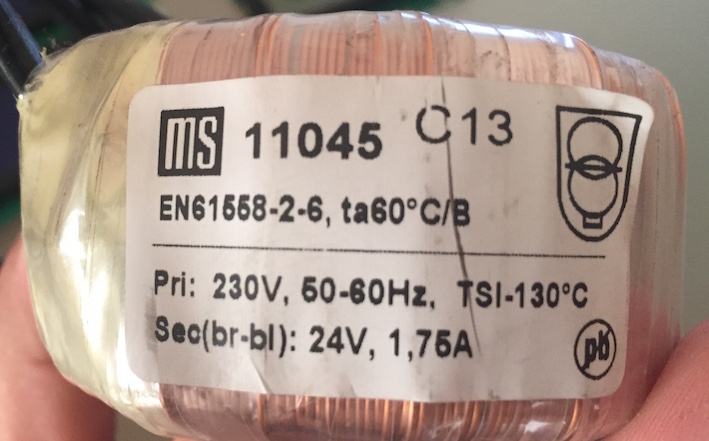 ms 11045 C13
EN61558-2-6, ta60°C/B
Pri: 230V, 50-60Hz, TSI-130°C
Sec(br-bl): 24V, 1,75A
pb